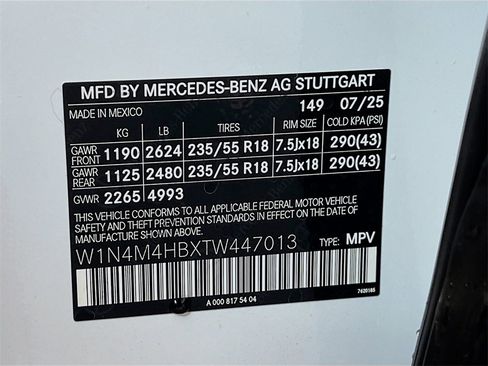 MFD BY MERCEDES-BENZ AG STUTTGART
MADE IN MEXICO 149 07/25
KG LB TIRES RIM SIZE COLD KPA (PSI)
GAWR FRONT 1190 2624 235/55 R18 7.5Jx18 290(43)
GAWR REAR 1125 2480 235/55 R18 7.5Jx18 290(43)
GVWR 2265 4993
THIS VEHICLE CONFORMS TO ALL APPLICABLE FEDERAL MOTOR VEHICLE
SAFETY AND THEFT PREVENTION STANDARDS IN EFFECT ON THE DATE
OF MANUFACTURE SHOWN ABOVE.
W1N4M4HBXTW447013 TYPE: MPV
A 000 817 54 04
7620165